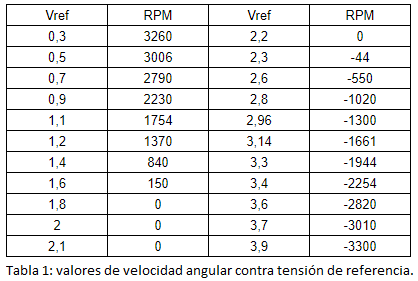 Vref RPM Vref RPM
0,3 3260 2,2 0
0,5 3006 2,3 -44
0,7 2790 2,6 -550
0,9 2230 2,8 -1020
1,1 1754 2,96 -1300
1,2 1370 3,14 -1661
1,4 840 3,3 -1944
1,6 150 3,4 -2254
1,8 0 3,6 -2820
2 0 3,7 -3010
2,1 0 3,9 -3300
Tabla 1: valores de velocidad angular contra tensión de referencia.